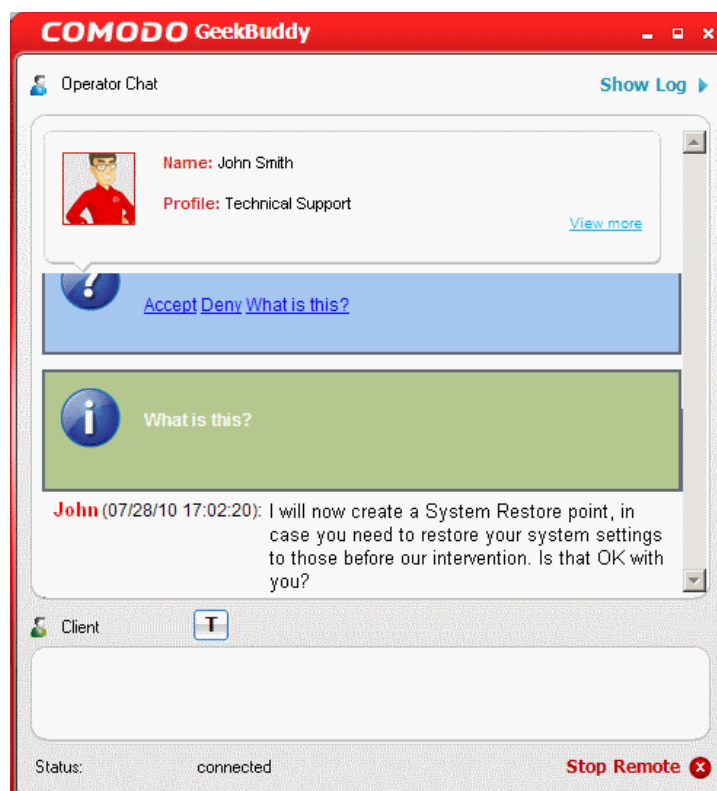 COMODO GeekBuddy
Operator Chat
Show Log
Name: John Smith
Profile: Technical Support
View more
?
Accept Deny What is this?
i
What is this?
John (07/28/10 17:02:20): I will now create a System Restore point, in
case you need to restore your system settings
to those before our intervention. Is that OK with
you?
Client
T
Status: connected
Stop Remote